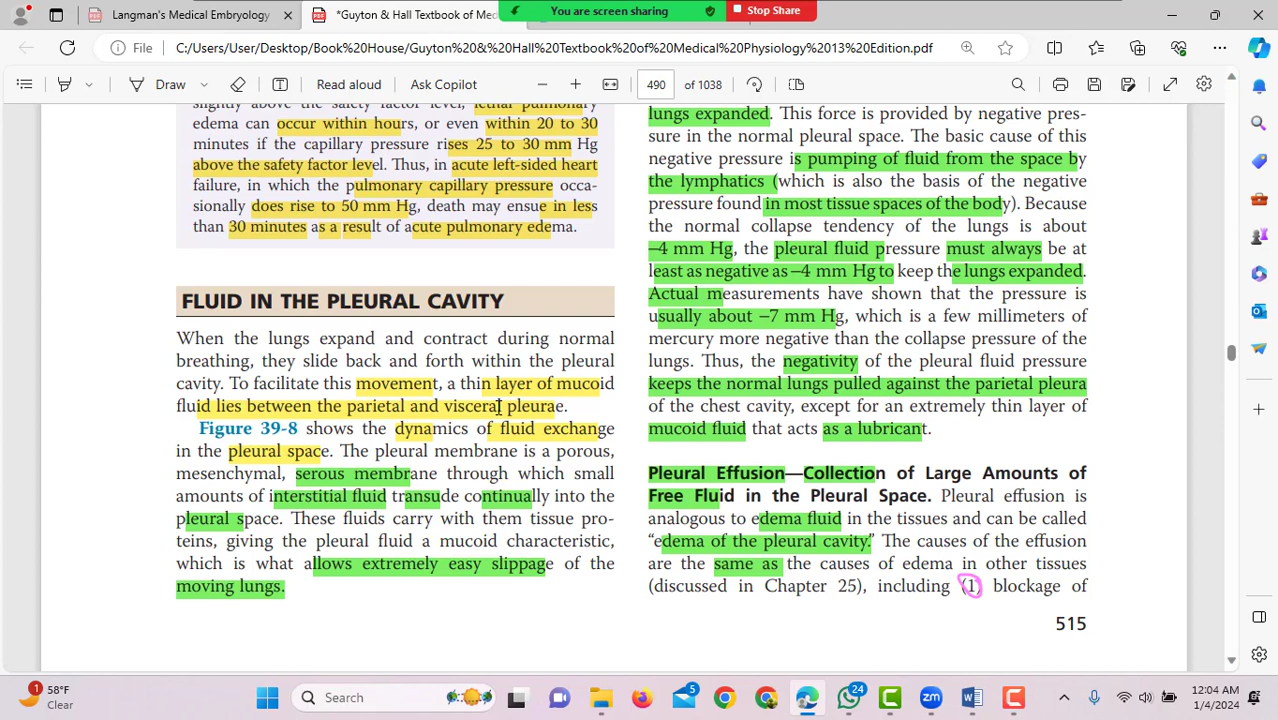 Langman's Medical Embryology
*Guyton & Hall Textbook of Med
You are screen sharing
Stop Share
File
C:/Users/User/Desktop/Book%20House/Guyton%20&%20Hall%20Textbook%20of%20Medical%20Physiology%2013%20Edition.pdf
Draw
Read aloud
Ask Copilot
490
of 1038
slightly above the safety factor level, lethal pulmonary
edema can occur within hours, or even within 20 to 30
minutes if the capillary pressure rises 25 to 30 mm Hg
above the safety factor level. Thus, in acute left-sided heart
failure, in which the pulmonary capillary pressure occa-
sionally does rise to 50 mm Hg, death may ensue in less
than 30 minutes as a result of acute pulmonary edema.
FLUID IN THE PLEURAL CAVITY
When the lungs expand and contract during normal
breathing, they slide back and forth within the pleural
cavity. To facilitate this movement, a thin layer of mucoid
fluid lies between the parietal and visceral pleurae.
Figure 39-8 shows the dynamics of fluid exchange
in the pleural space. The pleural membrane is a porous,
mesenchymal, serous membrane through which small
amounts of interstitial fluid transude continually into the
pleural space. These fluids carry with them tissue pro-
teins, giving the pleural fluid a mucoid characteristic,
which is what allows extremely easy slippage of the
moving lungs.
lungs expanded. This force is provided by negative pres-
sure in the normal pleural space. The basic cause of this
negative pressure is pumping of fluid from the space by
the lymphatics (which is also the basis of the negative
pressure found in most tissue spaces of the body). Because
the normal collapse tendency of the lungs is about
−4 mm Hg, the pleural fluid pressure must always be at
least as negative as −4 mm Hg to keep the lungs expanded.
Actual measurements have shown that the pressure is
usually about −7 mm Hg, which is a few millimeters of
mercury more negative than the collapse pressure of the
lungs. Thus, the negativity of the pleural fluid pressure
keeps the normal lungs pulled against the parietal pleura
of the chest cavity, except for an extremely thin layer of
mucoid fluid that acts as a lubricant.
Pleural Effusion—Collection of Large Amounts of
Free Fluid in the Pleural Space. Pleural effusion is
analogous to edema fluid in the tissues and can be called
“edema of the pleural cavity.” The causes of the effusion
are the same as the causes of edema in other tissues
(discussed in Chapter 25), including (1) blockage of
515
1
58°F
Clear
Search
5
24
zm
W
12:04 AM
1/4/2024